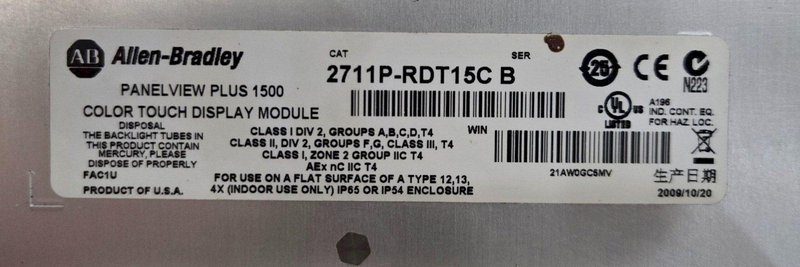 AB Allen-Bradley
CAT SER
PANELVIEW PLUS 1500
2711P-RDT15C B
COLOR TOUCH DISPLAY MODULE
DISPOSAL
THE BACKLIGHT TUBES IN
THIS PRODUCT CONTAIN
MERCURY, PLEASE
DISPOSE OF PROPERLY
FAC1U
PRODUCT OF U.S.A.
CLASS I DIV 2, GROUPS A,B,C,D,T4
CLASS II, DIV 2, GROUPS F,G, CLASS III, T4
CLASS I, ZONE 2 GROUP IIC T4
AEx nC IIC T4
FOR USE ON A FLAT SURFACE OF A TYPE 12,13,
4X (INDOOR USE ONLY) IP65 OR IP54 ENCLOSURE
WIN
21AW0GC5MV
25
CE
N223
C UL US
LISTED
A196
IND. CONT. EQ.
FOR HAZ. LOC.
生产日期
2009/10/20